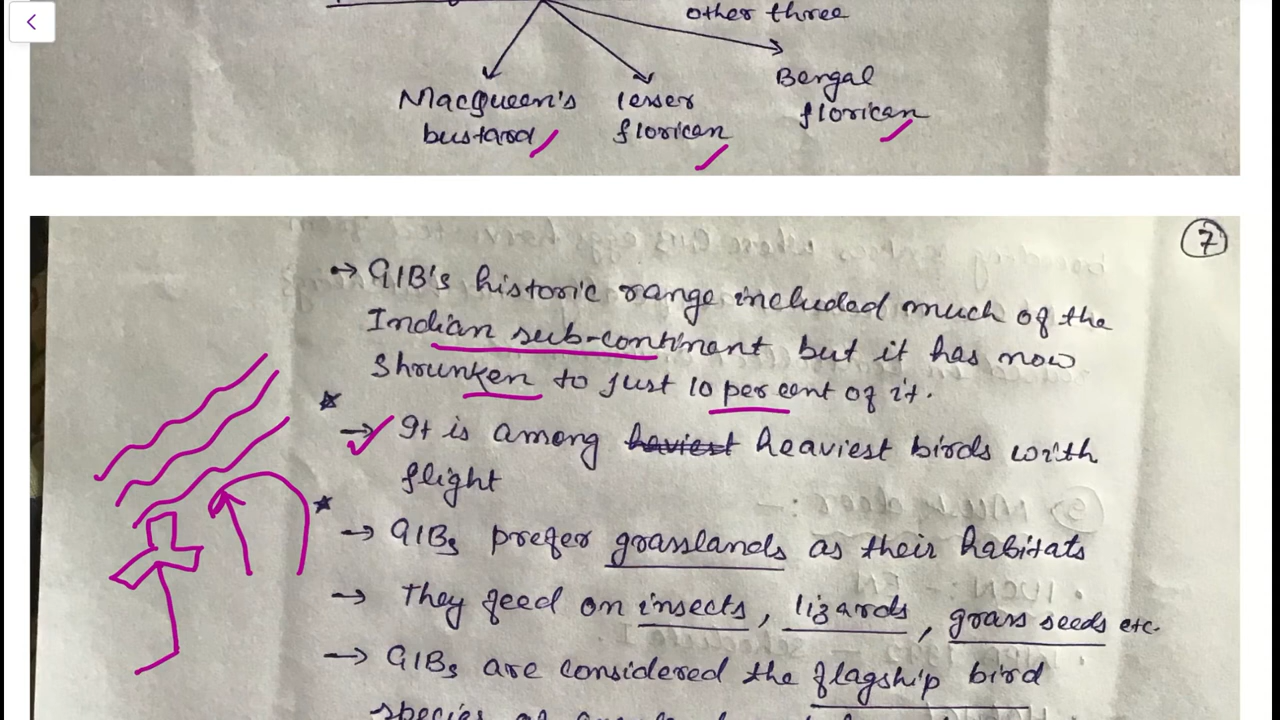 other three
Macqueen's lesser Bengal
bustard florican florican
7
→ GIB's historic range included much of the
Indian sub-continent but it has now
shrunken to just 10 per cent of it.
→ It is among heaviest birds with
flight
→ GIBs prefer grasslands as their habitats
→ They feed on insects, lizards, grass seeds etc.
→ GIBs are considered the flagship bird
species of